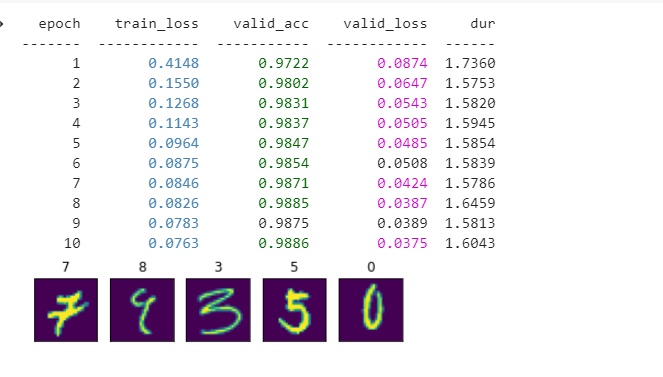 epoch train_loss valid_acc valid_loss dur
------- ------------ ----------- ------------ ------
1 0.4148 0.9722 0.0874 1.7360
2 0.1550 0.9802 0.0647 1.5753
3 0.1268 0.9831 0.0543 1.5820
4 0.1143 0.9837 0.0505 1.5945
5 0.0964 0.9847 0.0485 1.5854
6 0.0875 0.9854 0.0508 1.5839
7 0.0846 0.9871 0.0424 1.5786
8 0.0826 0.9885 0.0387 1.6459
9 0.0783 0.9875 0.0389 1.5813
10 0.0763 0.9886 0.0375 1.6043
7 8 3 5 0
7 3 5 0